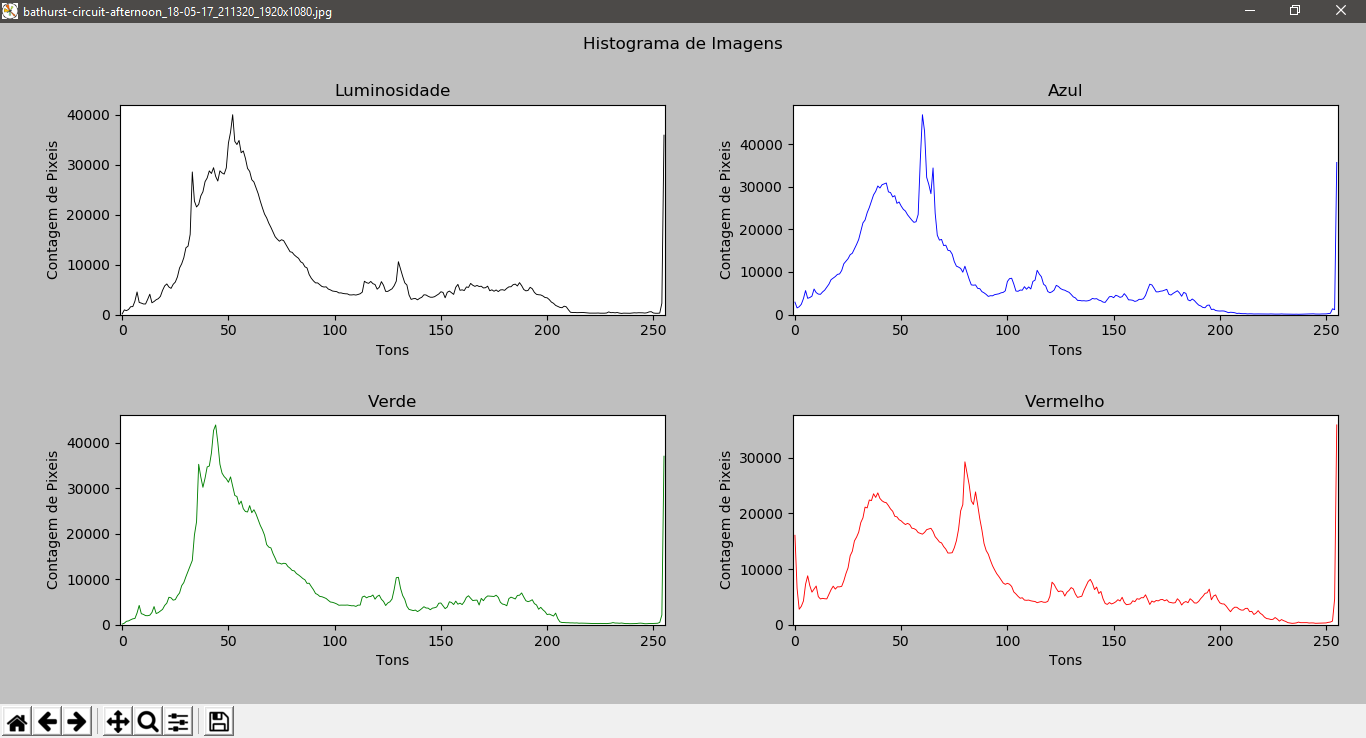 bathurst-circuit-afternoon_18-05-17_211320_1920x1080.jpg
Histograma de Imagens
Luminosidade
Contagem de Pixeis
40000
30000
20000
10000
0
0 50 100 150 200 250
Tons
Azul
Contagem de Pixeis
40000
30000
20000
10000
0
0 50 100 150 200 250
Tons
Verde
Contagem de Pixeis
40000
30000
20000
10000
0
0 50 100 150 200 250
Tons
Vermelho
Contagem de Pixeis
30000
20000
10000
0
0 50 100 150 200 250
Tons